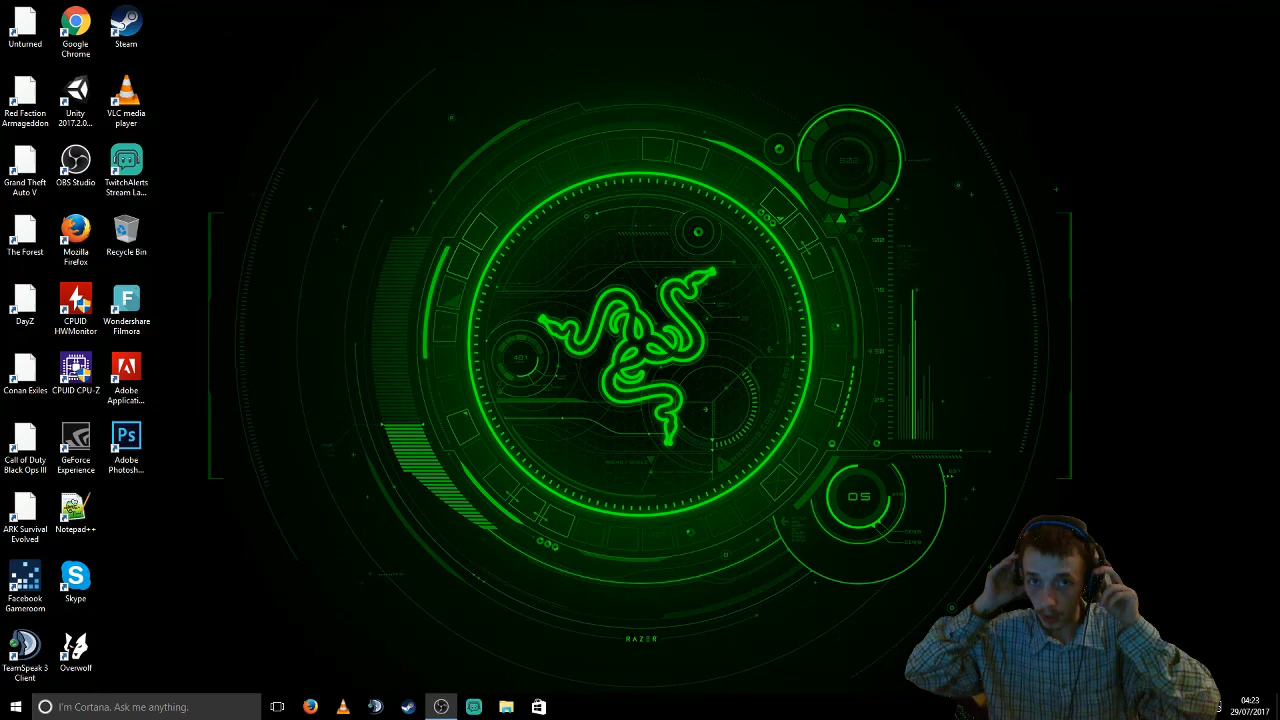 Unturned
Google
Chrome
Steam
Red Faction
Armageddon
Unity
2017.2.0...
VLC media
player
Grand Theft
Auto V
OBS Studio
TwitchAlerts
Stream La...
The Forest
Mozilla
Firefox
Recycle Bin
DayZ
CPUID
HWMonitor
Wondershare
Filmora
Conan Exiles
CPUID CPU-Z
Adobe
Applicati...
Call of Duty
Black Ops III
GeForce
Experience
Ps
Adobe
Photosh...
ARK Survival
Evolved
Notepad++
Facebook
Gameroom
Skype
TeamSpeak 3
Client
Overwolf
481
05
RAZER
I'm Cortana. Ask me anything.
04:23
29/07/2017